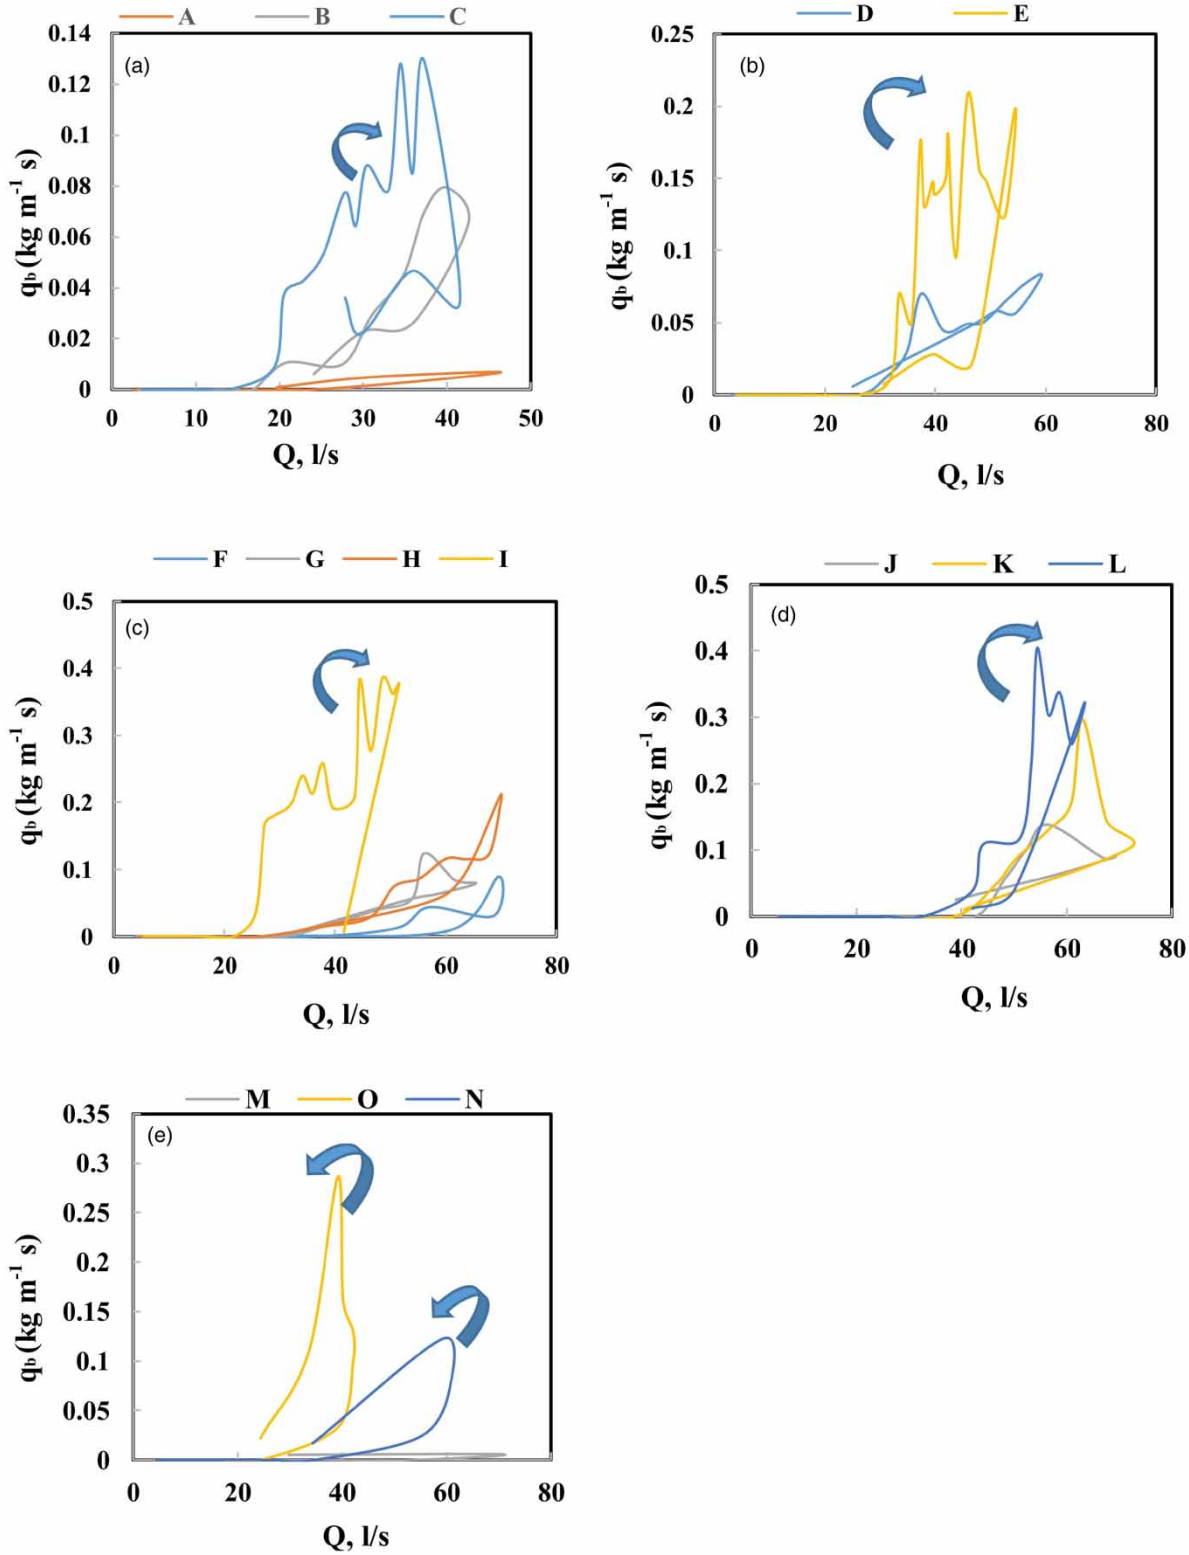 A B C
0.14
(a)
0.12
0.1
0.08
0.06
0.04
0.02
0
qb (kg m-1 s)
0 10 20 30 40 50
Q, l/s
D E
0.25
(b)
0.2
0.15
0.1
0.05
0
qb (kg m-1 s)
0 20 40 60 80
Q, l/s
F G H I
0.5
(c)
0.4
0.3
0.2
0.1
0
qb (kg m-1 s)
0 20 40 60 80
Q, l/s
J K L
0.5
(d)
0.4
0.3
0.2
0.1
0
qb (kg m-1 s)
0 20 40 60 80
Q, l/s
M O N
0.35
(e)
0.3
0.25
0.2
0.15
0.1
0.05
0
qb (kg m-1 s)
0 20 40 60 80
Q, l/s